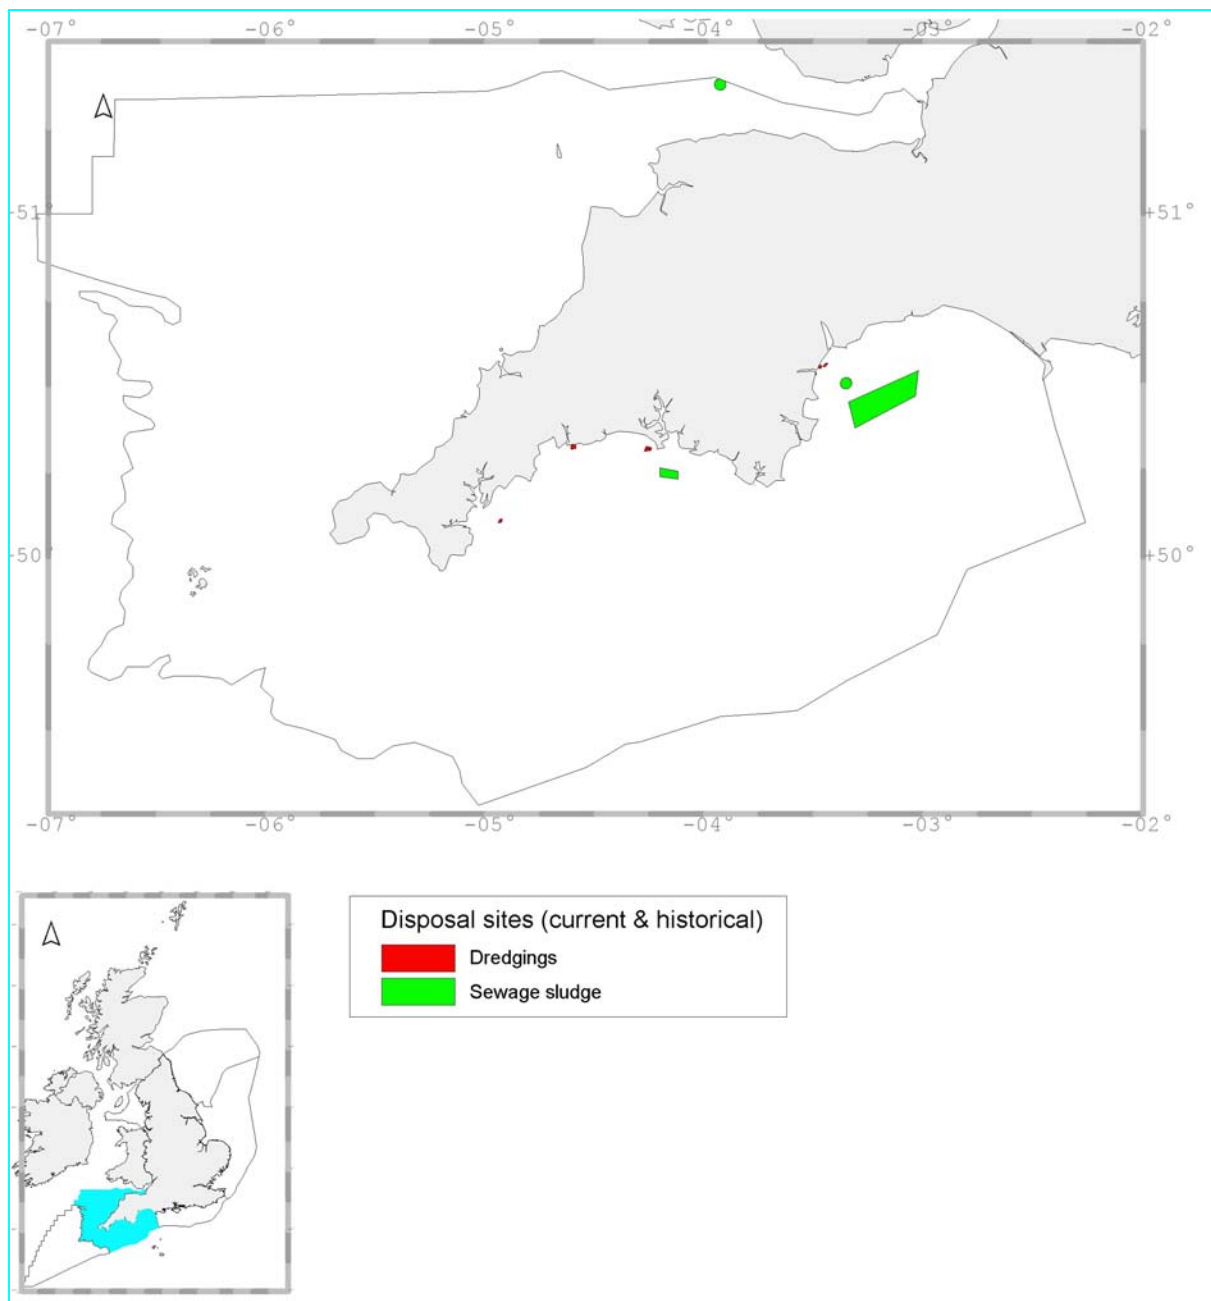 -07° -06° -05° -04° -03° -02°
+51° +51°
+50° +50°
-07° -06° -05° -04° -03° -02°
Disposal sites (current & historical)
Dredgings
Sewage sludge